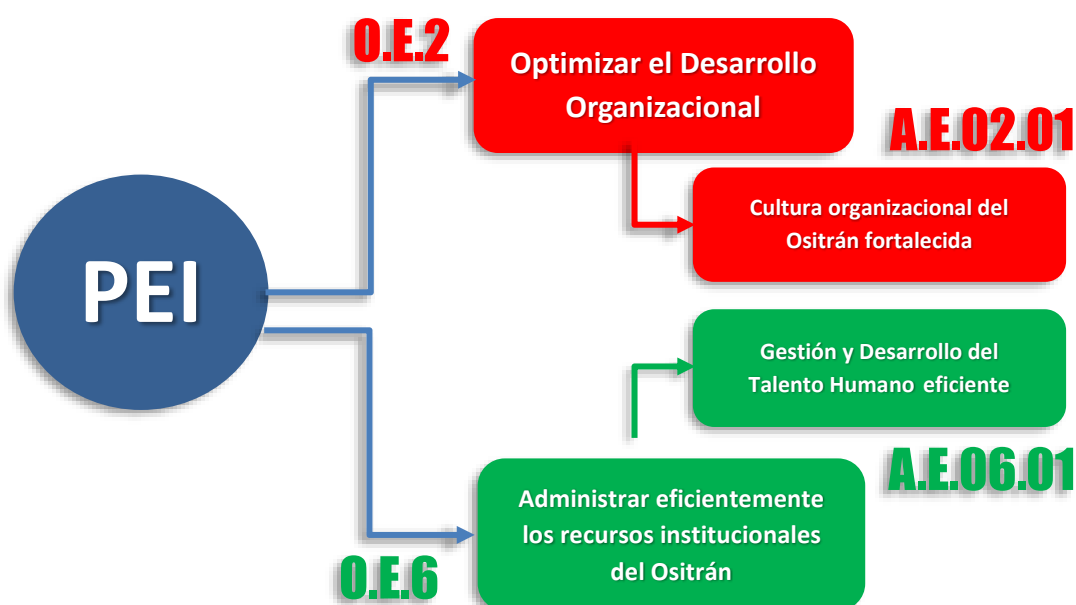 O.E.2
Optimizar el Desarrollo
Organizacional
A.E.02.01
Cultura organizacional del
Ositrán fortalecida
PEI
Gestión y Desarrollo del
Talento Humano eficiente
A.E.06.01
Administrar eficientemente
los recursos institucionales
del Ositrán
O.E.6